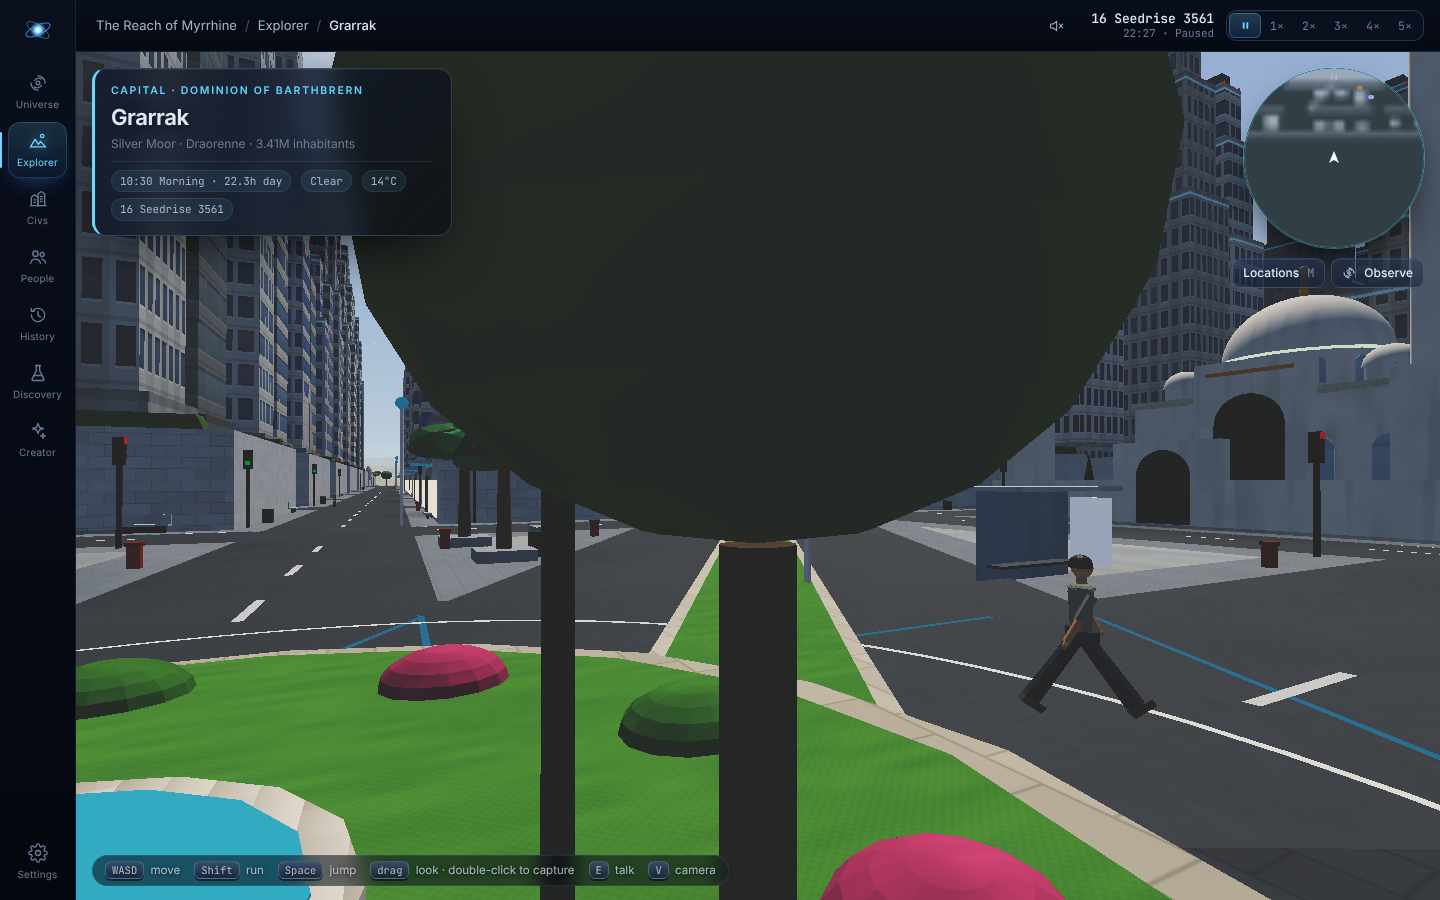 The Reach of Myrrhine / Explorer / Grarrak
16 Seedrise 3561
22:27 · Paused
1× 2× 3× 4× 5×
Universe
Explorer
Civs
People
History
Discovery
Creator
Settings
CAPITAL · DOMINION OF BARTHBRERN
Grarrak
Silver Moor · Draorenne · 3.41M inhabitants
10:30 Morning · 22.3h day
Clear
14°C
16 Seedrise 3561
N
Locations M
Observe
WASD move Shift run Space jump drag look · double-click to capture E talk V camera